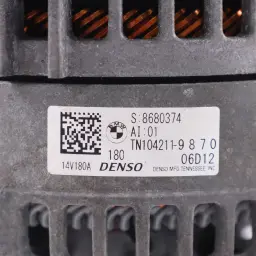 S:8680374
AI:01
TN104211-9870
180
06D12
14V180A
DENSO
DENSO MFG. TENNESSEE, INC.